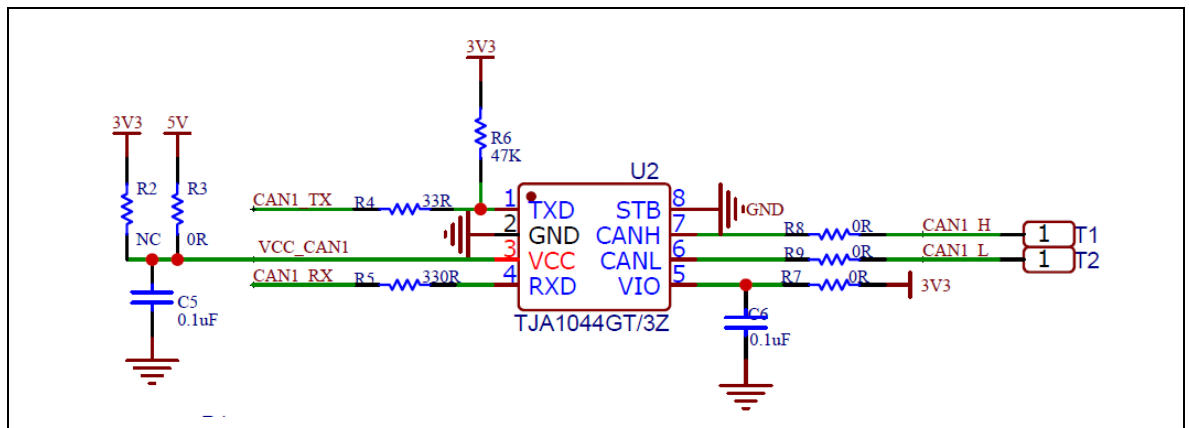 3V3
3V3 5V
R6
47K
U2
R2 R3
CAN1_TX R4 33R 1 TXD STB 8 GND
2 GND CANH 7 R8 0R CAN1_H 1 T1
NC 0R VCC_CAN1 3 VCC CANL 6 R9 0R CAN1_L 1 T2
CAN1_RX R5 330R 4 RXD VIO 5 R7 0R 3V3
C5
0.1uF
TJA1044GT/3Z
C6
0.1uF